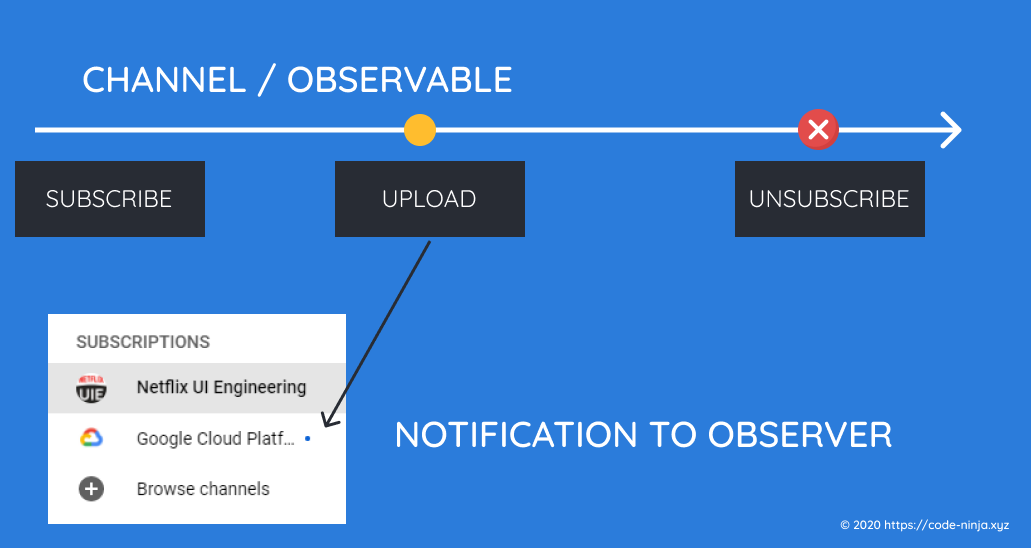 CHANNEL / OBSERVABLE
SUBSCRIBE
UPLOAD
UNSUBSCRIBE
SUBSCRIPTIONS
NETFLIX
UIE
Netflix UI Engineering
Google Cloud Platf...
Browse channels
NOTIFICATION TO OBSERVER
© 2020 https://code-ninja.xyz